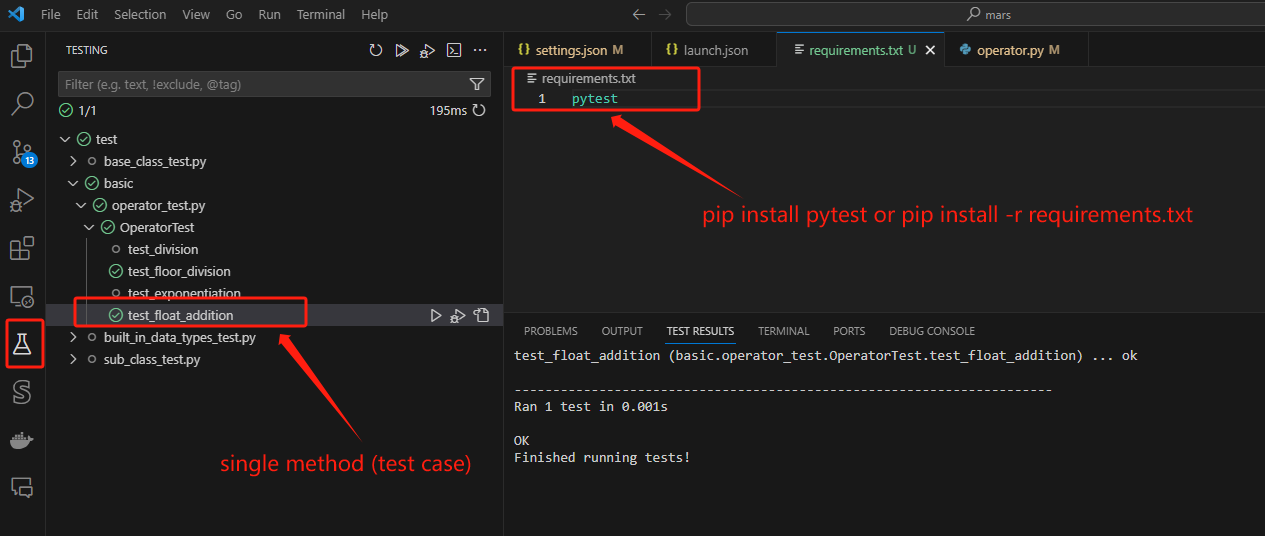 File Edit Selection View Go Run Terminal Help
mars
TESTING
Filter (e.g. text, !exclude, @tag)
1/1 195ms
test
base_class_test.py
basic
operator_test.py
OperatorTest
test_division
test_floor_division
test_exponentiation
test_float_addition
built_in_data_types_test.py
sub_class_test.py
13
single method (test case)
settings.json M launch.json requirements.txt U operator.py M
requirements.txt
1 pytest
pip install pytest or pip install -r requirements.txt
PROBLEMS OUTPUT TEST RESULTS TERMINAL PORTS DEBUG CONSOLE
test_float_addition (basic.operator_test.OperatorTest.test_float_addition) ... ok
----------------------------------------------------------------------
Ran 1 test in 0.001s
OK
Finished running tests!